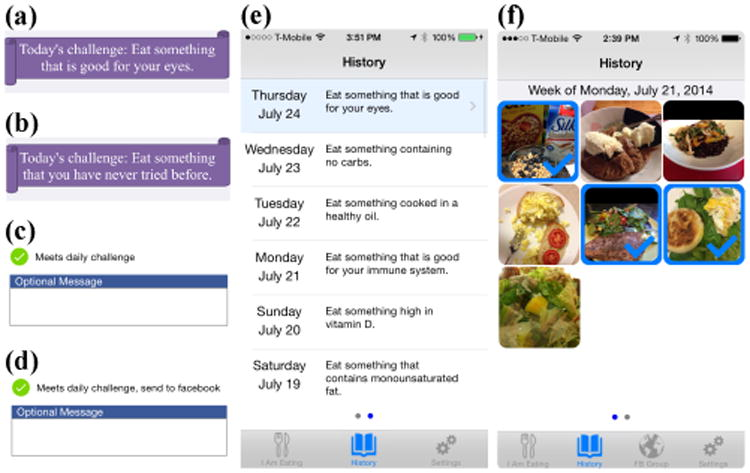 (a)
Today's challenge: Eat something
that is good for your eyes.
(b)
Today's challenge: Eat something
that you have never tried before.
(c)
Meets daily challenge
Optional Message
(d)
Meets daily challenge, send to facebook
Optional Message
(e)
T-Mobile 3:51 PM 100%
History
Thursday
July 24
Eat something that is good
for your eyes.
Wednesday
July 23
Eat something containing
no carbs.
Tuesday
July 22
Eat something cooked in a
healthy oil.
Monday
July 21
Eat something that is good
for your immune system.
Sunday
July 20
Eat something high in
vitamin D.
Saturday
July 19
Eat something that
contains monounsaturated
fat.
I Am Eating History Settings
(f)
T-Mobile 2:39 PM 100%
History
Week of Monday, July 21, 2014
Silk
I Am Eating History FB Group Settings